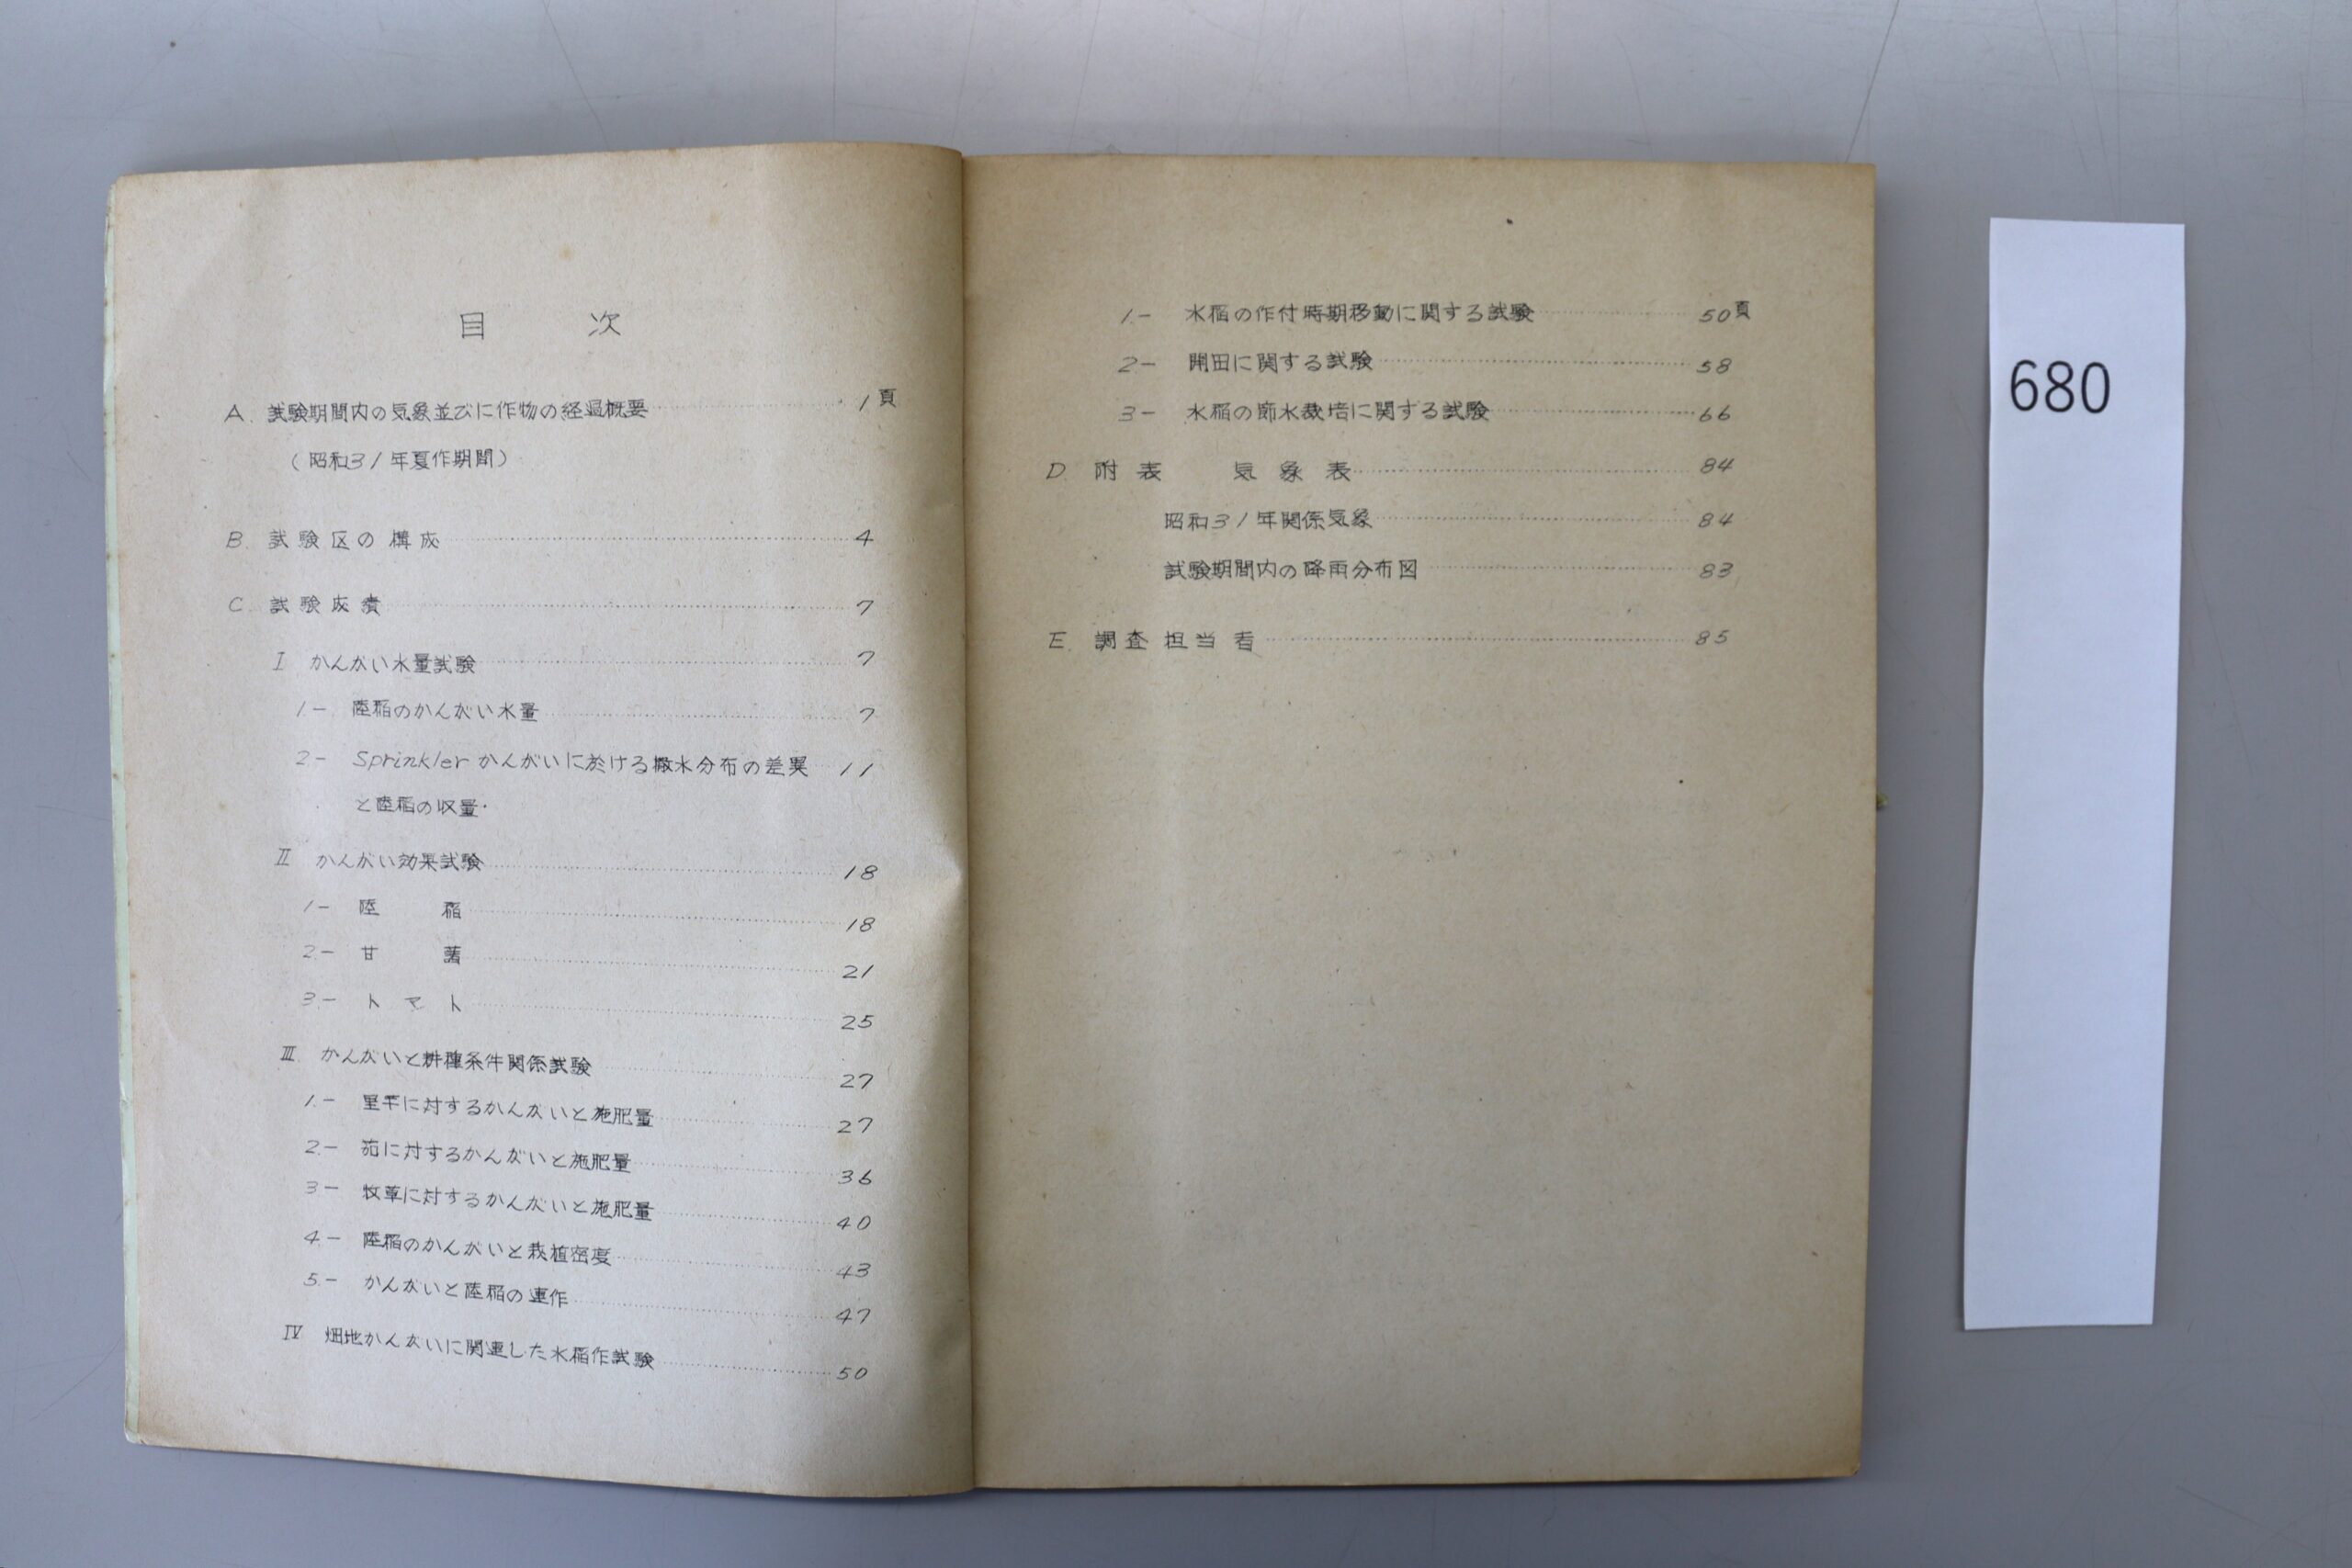 目次
A. 試験期間内の気象並びに作物の経過概要 1頁
(昭和31年夏作期間)
B. 試験区の構成 4
C. 試験成績 7
I かんがい水量試験 7
1- 陸稲のかんがい水量 7
2- Sprinklerかんがいに於ける撒水分布の差異 11
と陸稲の収量
II かんがい効果試験 18
1- 陸稲 18
2- 甘藷 21
3- トマト 25
III かんがいと耕種条件関係試験 27
1- 里芋に対するかんがいと施肥量 27
2- に対するかんがいと施肥量 36
3- 牧草に対するかんがいと施肥量 40
4- 陸稲のかんがいと栽植密度 43
5- かんがいと陸稲の連作 47
IV 畑地かんがいに関連した水稲作試験 50
1- 水稲の作付時期移動に関する試験 50頁
2- 開田に関する試験 58
3- 水稲の節水栽培に関する試験 66
D. 附表 気象表 84
昭和31年関係気象 84
試験期間内の降雨分布図 83
E. 調査担当者 85
680